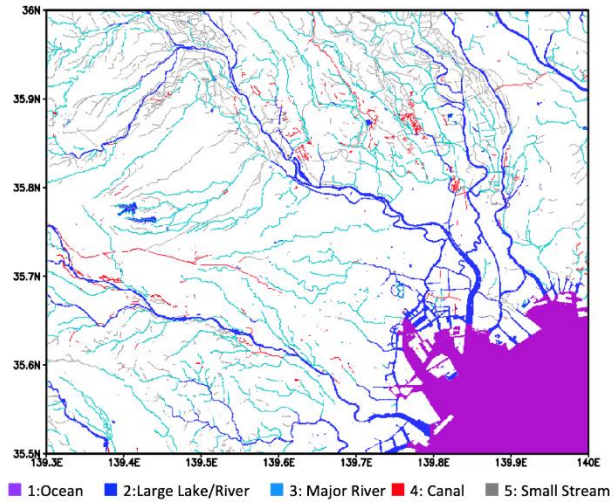 36N
35.9N
35.8N
35.7N
35.6N
35.5N
139.3E 139.4E 139.5E 139.6E 139.7E 139.8E 139.9E 140E
1:Ocean 2:Large Lake/River 3: Major River 4: Canal 5: Small Stream